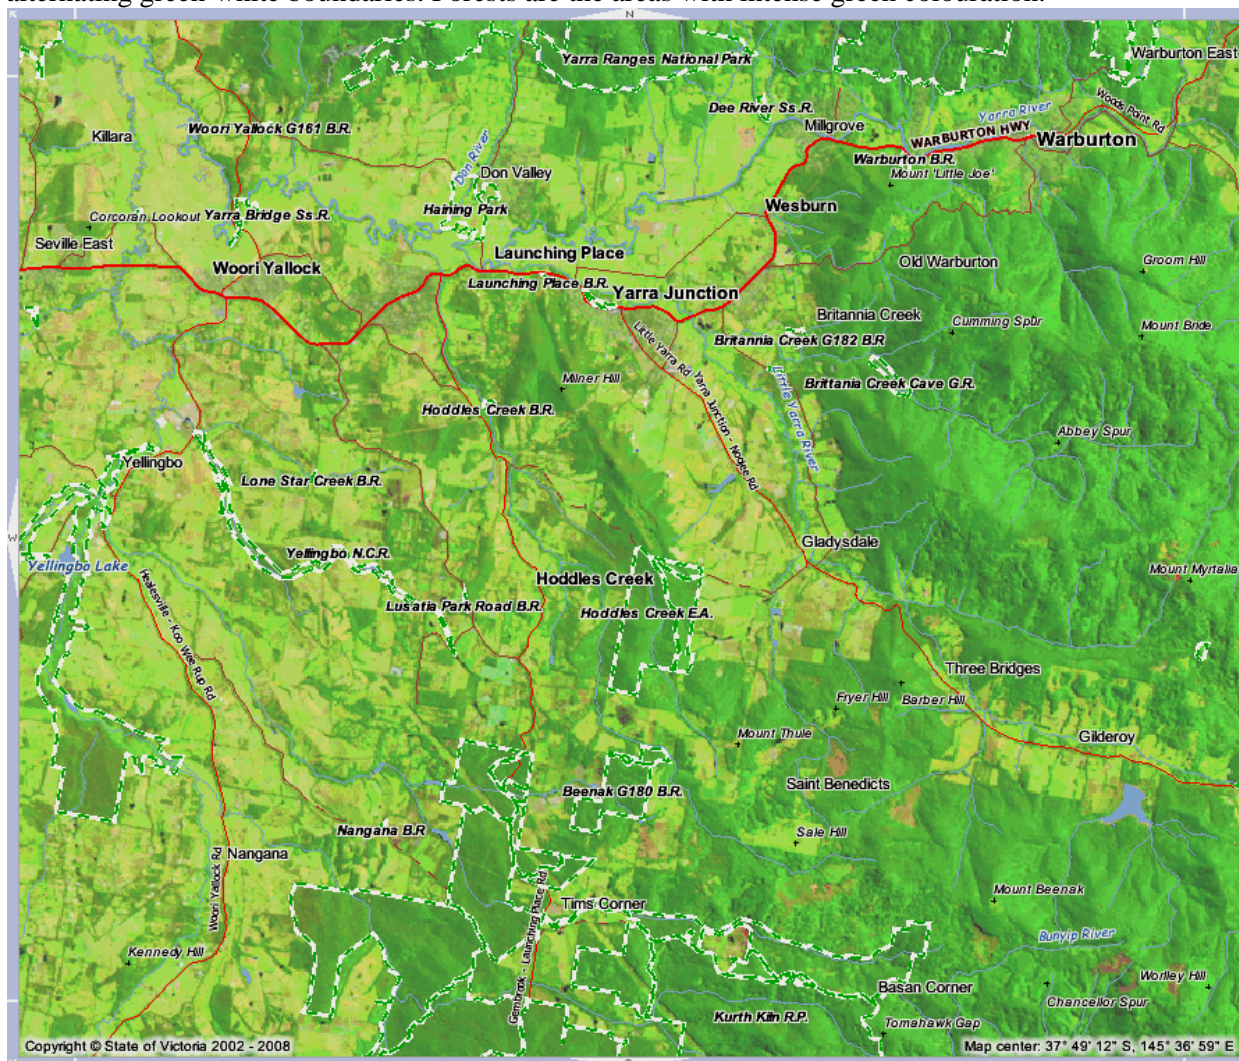 alternating green-white boundaries. Forests are the areas with intense green colouration.
N
Yarra Ranges National Park
Warburton East
Dee River Ss.R.
Yarra River
Woods Point Rd
Killara
Woori Yallock G161 B.R.
Millgrove
WARBURTON HWY
Warburton
Don River
Don Valley
Warburton B.R.
Mount 'Little Joe'
Corcoran Lookout
Yarra Bridge Ss.R.
Haining Park
Wesburn
Seville East
Woori Yallock
Launching Place
Old Warburton
Groom Hill
Launching Place B.R.
Yarra Junction
Britannia Creek
Cumming Spur
Mount Bride
Little Yarra Rd
Britannia Creek G182 B.R
Milner Hill
Yarra Junction - Noojee Rd
Little Yarra River
Brittania Creek Cave G.R.
Hoddles Creek B.R.
Abbey Spur
Yellingbo
Lone Star Creek B.R.
W
Yellingbo N.C.R.
Gladysdale
Yellingbo Lake
Healesville - Koo Wee Rup Rd
Hoddles Creek
Mount Myrtalia
Lusatia Park Road B.R.
Hoddles Creek E.A.
Three Bridges
Fryer Hill
Barber Hill
Mount Thule
Gilderoy
Saint Benedicts
Beenak G180 B.R.
Nangana B.R
Sale Hill
Nangana
Woori Yallock Rd
Mount Beenak
Tims Corner
Gembrook - Launching Place Rd
Bunyip River
Kennedy Hill
Worlley Hill
Basan Corner
Chancellor Spur
Kurth Kiln R.P.
Tomahawk Gap
Copyright © State of Victoria 2002 - 2008
Map center: 37° 49' 12" S, 145° 36' 59" E